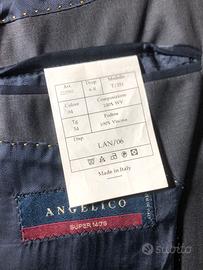 Art.
Drop
Modello
Colore
Composizione
100% WV
Tg
54
Fodera
100% Viscosa
Disp
LAN/06
Made in Italy
ANGELICO
SUPER 140'S
subito